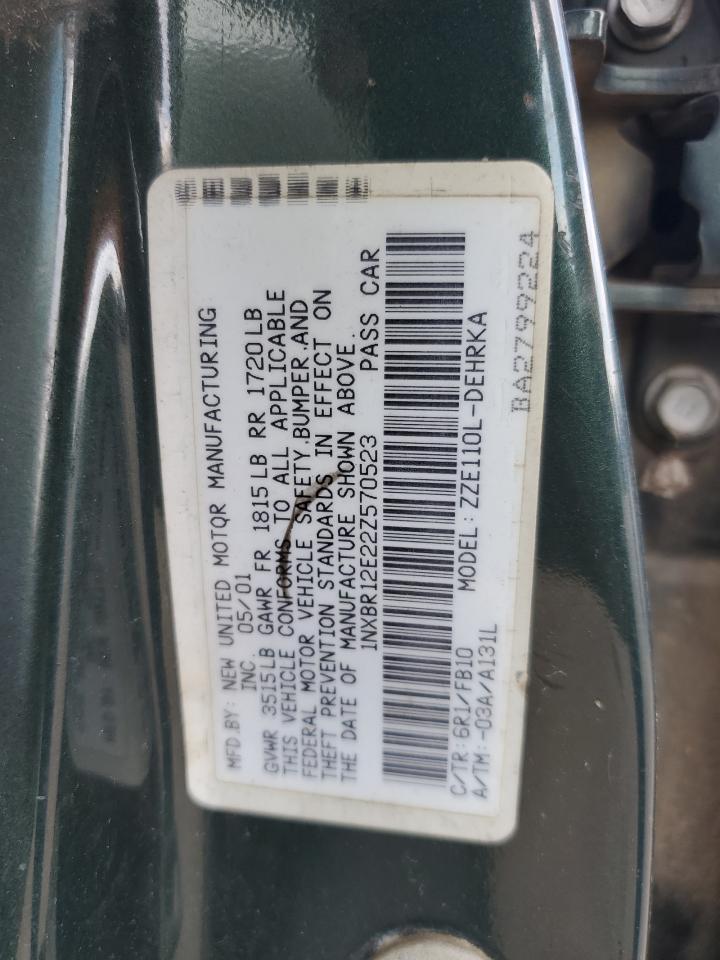 MFD.BY: NEW UNITED MOTOR MANUFACTURING
INC. 05/01
GVWR 3515LB GAWR FR 1815LB RR 1720LB
THIS VEHICLE CONFORMS TO ALL APPLICABLE
FEDERAL MOTOR VEHICLE SAFETY,BUMPER,AND
THEFT PREVENTION STANDARDS IN EFFECT ON
THE DATE OF MANUFACTURE SHOWN ABOVE.
1NXBR12E22Z570523 PASS CAR
C/TR:6R1/FB10 MODEL:ZZE110L-DEHRKA
A/TM:-03A/A131L
BA2799224